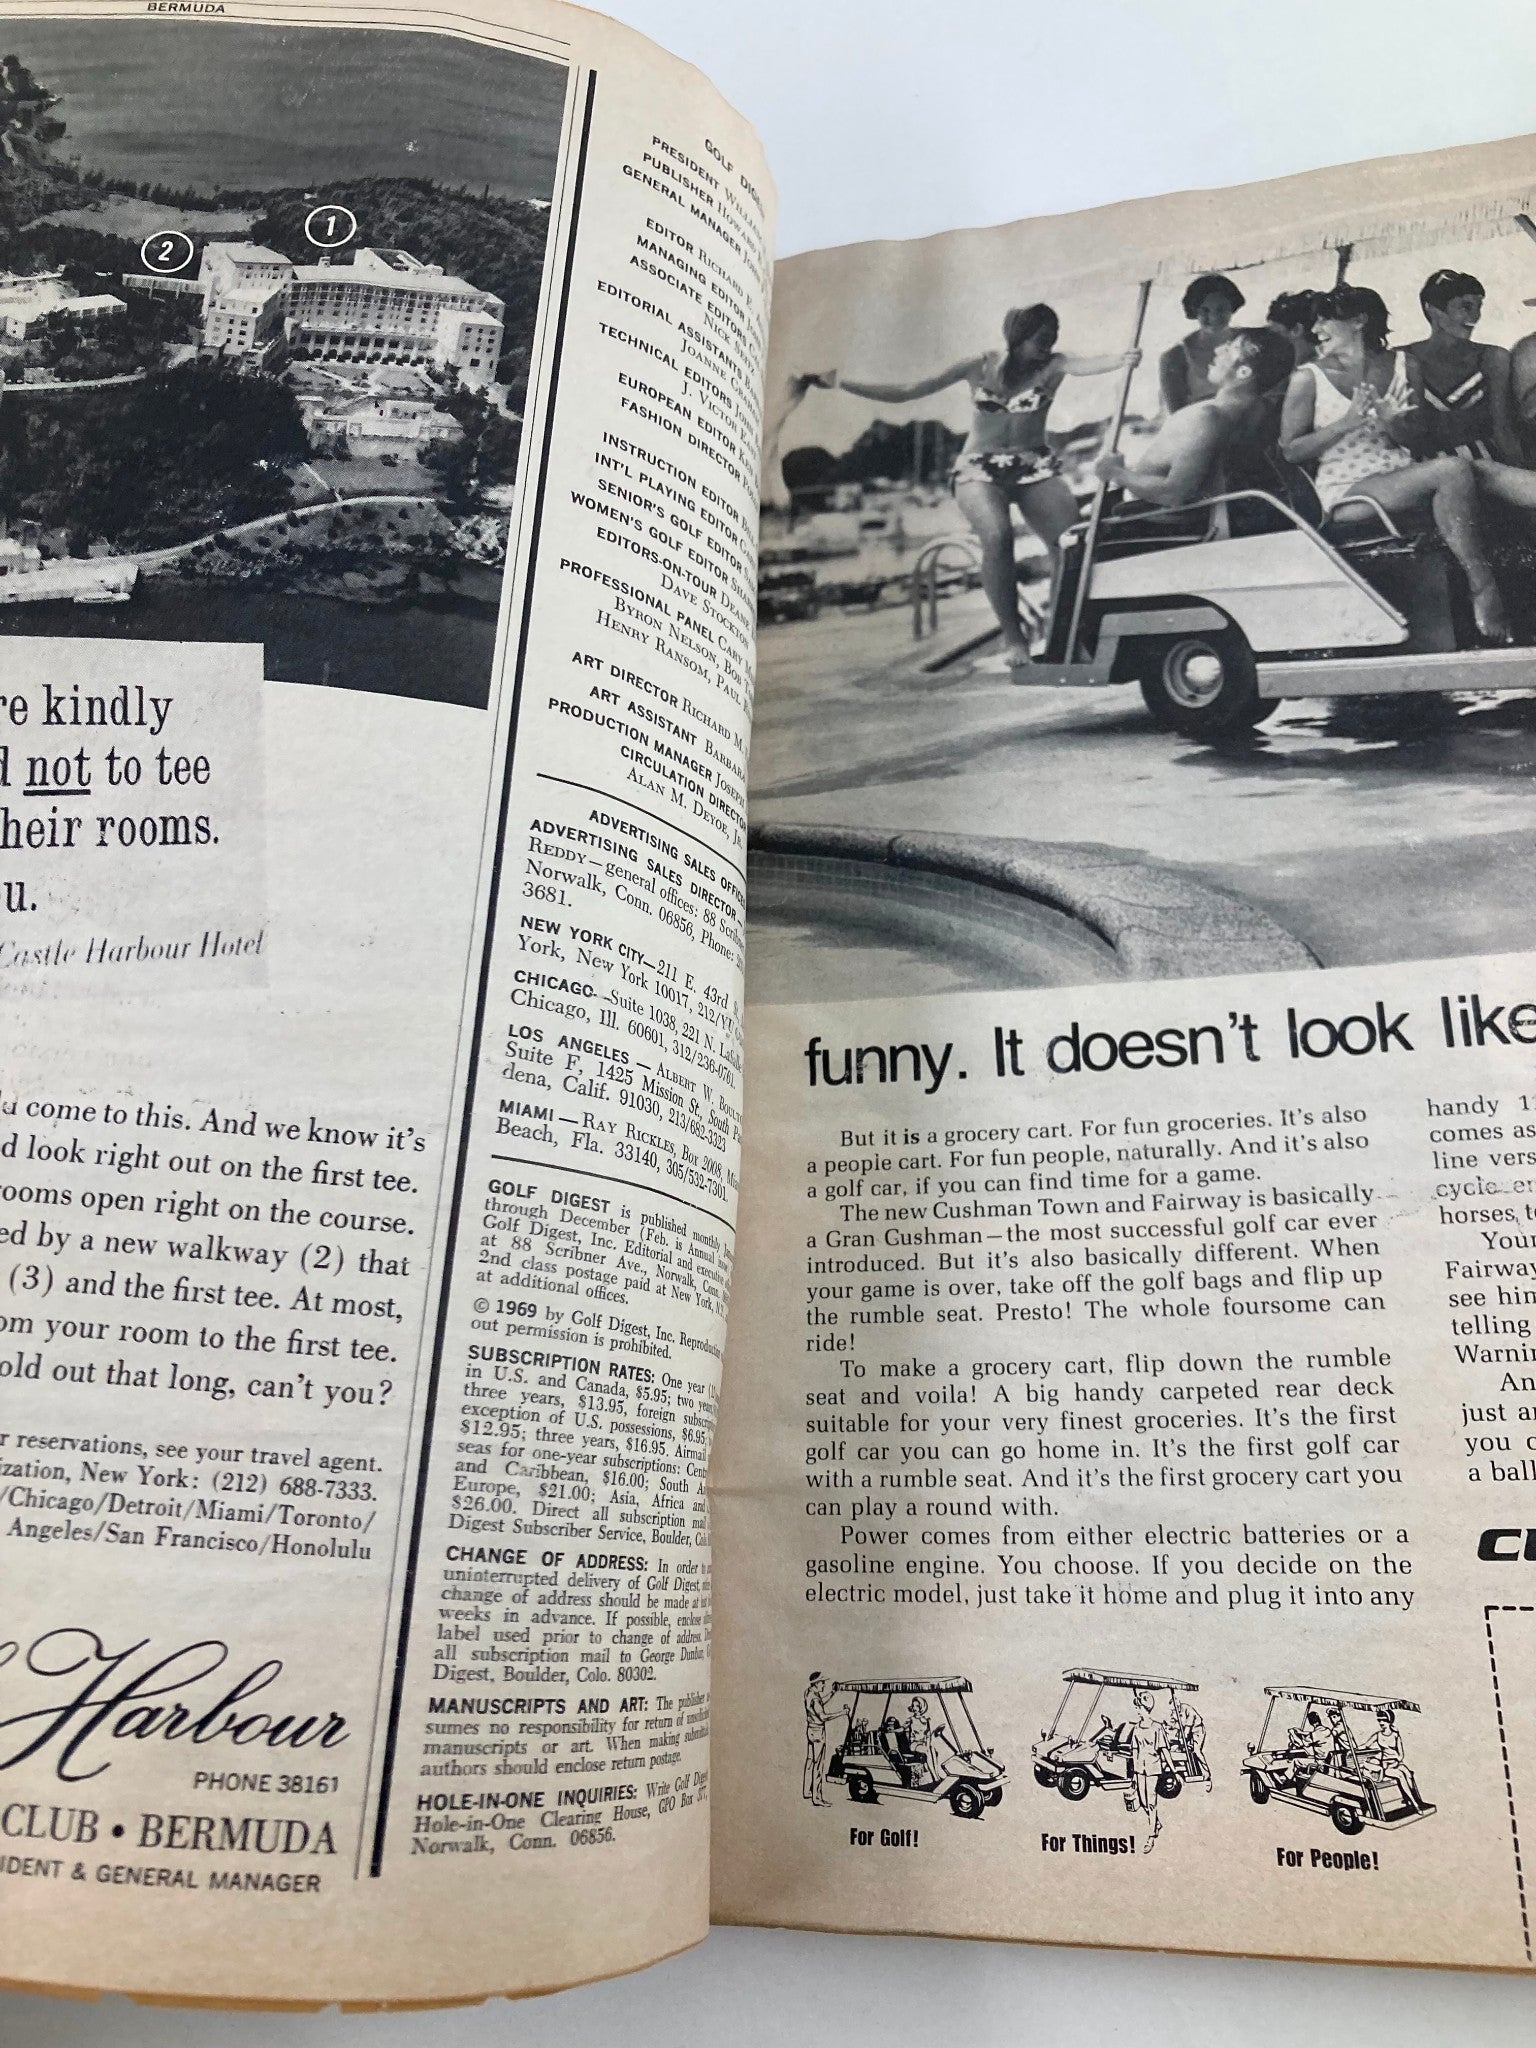 BERMUDA
1
2
re kindly
not to tee
heir rooms.
u.
Castle Harbour Hotel
come to this. And we know it's
d look right out on the first tee.
rooms open right on the course.
ed by a new walkway (2) that
(3) and the first tee. At most,
om your room to the first tee.
old out that long, can't you?
r reservations, see your travel agent.
ization, New York: (212) 688-7333.
/Chicago/Detroit/Miami/Toronto/
Angeles/San Francisco/Honolulu
Harbour
PHONE 38161
CLUB • BERMUDA
IDENT & GENERAL MANAGER
GOLF DIGEST
PRESIDENT
PUBLISHER HOWARD
GENERAL MANAGER
EDITOR RICHARD
MANAGING EDITOR
ASSOCIATE EDITORS
NICK
EDITORIAL ASSISTANTS
JOANNE
TECHNICAL EDITORS JOHN
J. VICTOR
EUROPEAN EDITOR
FASHION DIRECTOR
INSTRUCTION EDITOR
INT'L PLAYING EDITOR
SENIOR'S GOLF EDITOR
WOMEN'S GOLF EDITOR
EDITORS-ON-TOUR DEANE
DAVE STOCKTON
PROFESSIONAL PANEL CARY
BYRON NELSON, BOB
HENRY RANSOM, PAUL
ART DIRECTOR RICHARD M.
ART ASSISTANT BARBARA
PRODUCTION MANAGER JOSEPH
CIRCULATION DIRECTOR
ALAN M. DEYOE, JR.
ADVERTISING SALES OFFICES
ADVERTISING SALES DIRECTOR—
REDDY—general offices: 88 Scribner
Norwalk, Conn. 06856, Phone:
3681.
NEW YORK CITY—211 E. 43rd St.
York, New York 10017, 212/YU
CHICAGO—Suite 1038, 221 N. LaSalle
Chicago, Ill. 60601, 312/236-0761.
LOS ANGELES—ALBERT W.
Suite F, 1425 Mission St., South
dena, Calif. 91030, 213/682-3323
MIAMI—RAY RICKLES, Box 2008,
Beach, Fla. 33140, 305/532-7301.
GOLF DIGEST is published monthly,
through December (Feb. is Annual
Golf Digest, Inc. Editorial and executive
at 88 Scribner Ave., Norwalk, Conn.
2nd class postage paid at New York, N.Y.
at additional offices.
© 1969 by Golf Digest, Inc. Reproduction
out permission is prohibited.
SUBSCRIPTION RATES: One year
in U.S. and Canada, $5.95; two years
three years, $13.95, foreign
exception of U.S. possessions, $6.95;
$12.95; three years, $16.95. Airmail
seas for one-year subscriptions:
and Caribbean, $16.00; South
Europe, $21.00; Asia, Africa and
$26.00. Direct all subscription mail
Digest Subscriber Service, Boulder,
CHANGE OF ADDRESS: In order to
uninterrupted delivery of Golf Digest,
change of address should be made at
weeks in advance. If possible, enclose
label used prior to change of address.
all subscription mail to George Dunbar,
Digest, Boulder, Colo. 80302.
MANUSCRIPTS AND ART: The publisher
sumes no responsibility for return of
manuscripts or art. When making
authors should enclose return postage.
HOLE-IN-ONE INQUIRIES: Write Golf Digest
Hole-in-One Clearing House, GPO Box
Norwalk, Conn. 06856.
funny. It doesn't look like
But it is a grocery cart. For fun groceries. It's also
a people cart. For fun people, naturally. And it's also
a golf car, if you can find time for a game.
The new Cushman Town and Fairway is basically
a Gran Cushman—the most successful golf car ever
introduced. But it's also basically different. When
your game is over, take off the golf bags and flip up
the rumble seat. Presto! The whole foursome can
ride!
To make a grocery cart, flip down the rumble
seat and voila! A big handy carpeted rear deck
suitable for your very finest groceries. It's the first
golf car you can go home in. It's the first golf car
with a rumble seat. And it's the first grocery cart you
can play a round with.
Power comes from either electric batteries or a
gasoline engine. You choose. If you decide on the
electric model, just take it home and plug it into any
handy 11
comes as
line vers
cycle en
horses, to
Your
Fairway
see him
telling
Warnin
An
just ar
you c
a ball
For Golf!
For Things!
For People!